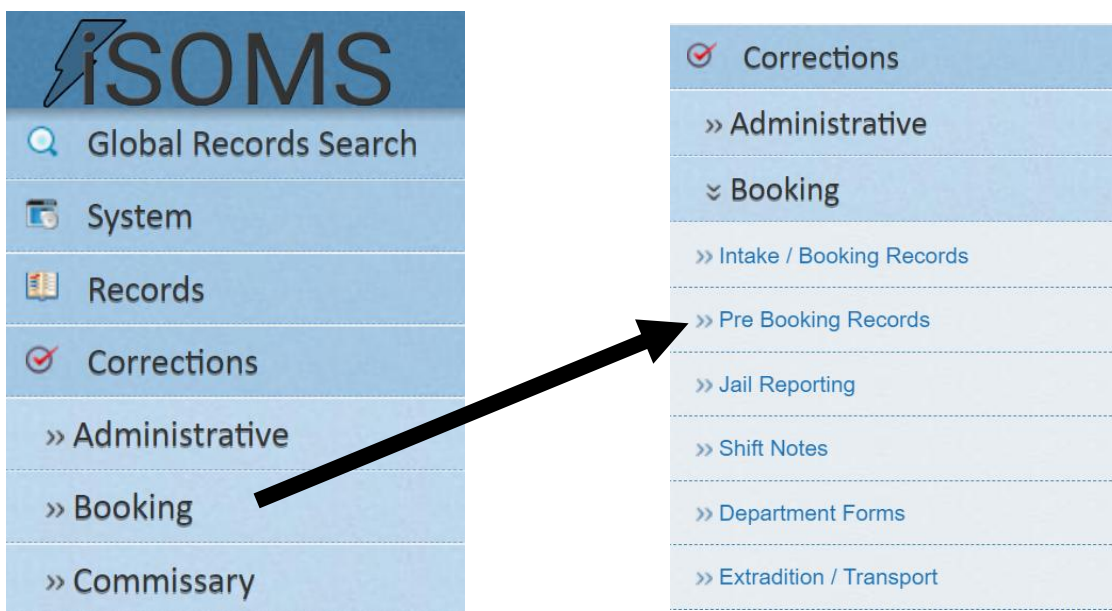 iSOMS
Global Records Search
System
Records
Corrections
» Administrative
» Booking
» Commissary
Corrections
» Administrative
Booking
» Intake / Booking Records
» Pre Booking Records
» Jail Reporting
» Shift Notes
» Department Forms
» Extradition / Transport